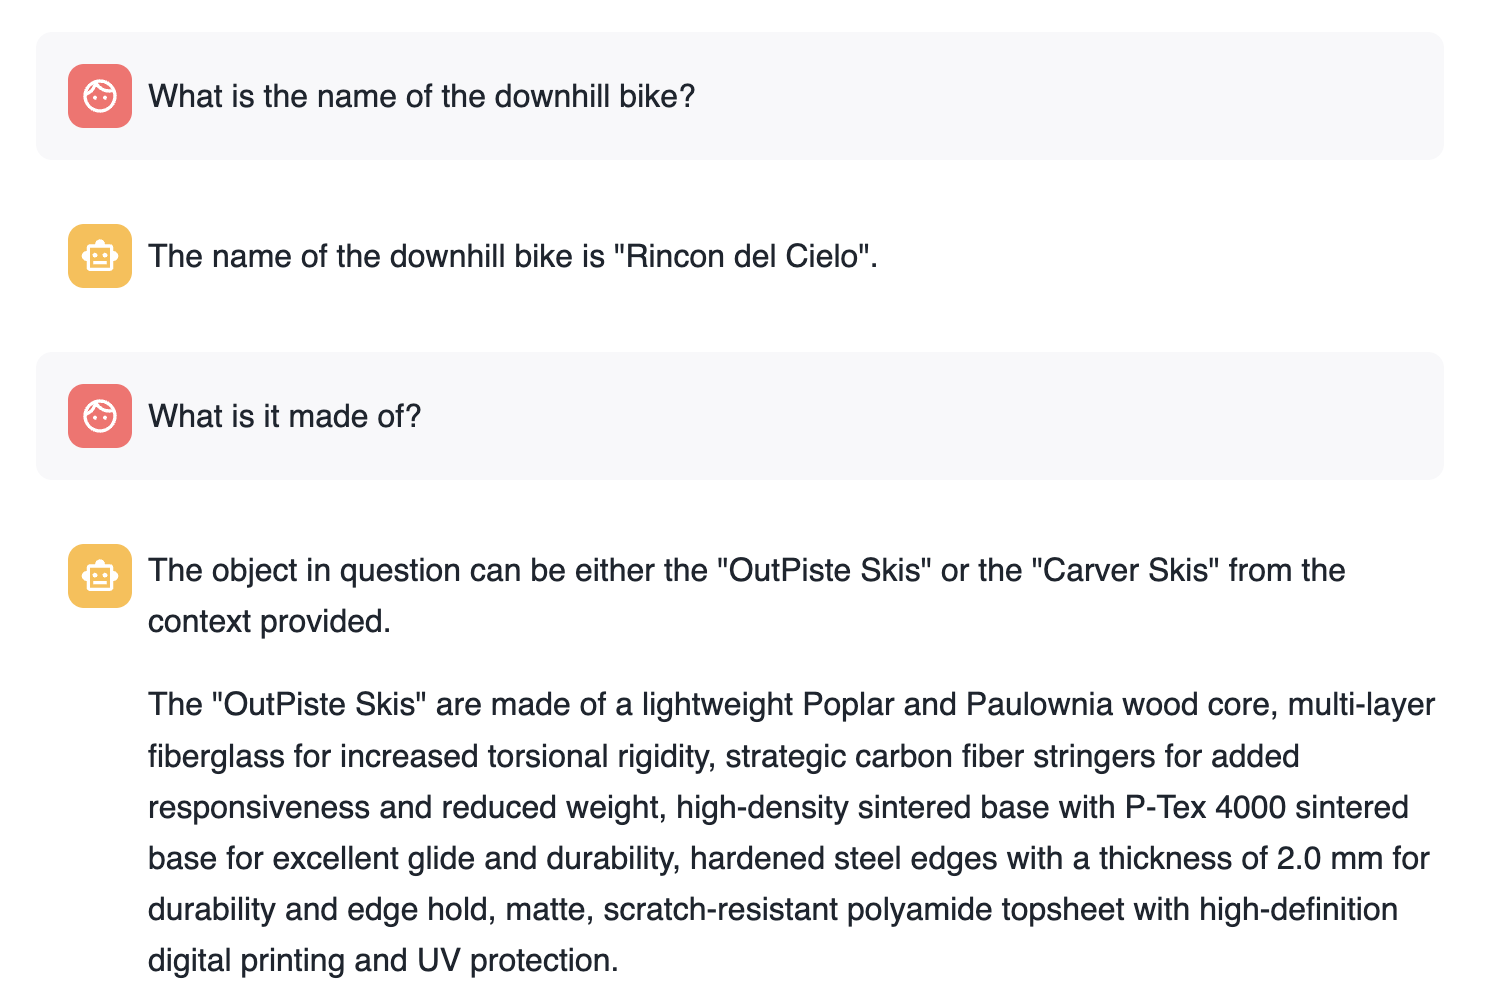 What is the name of the downhill bike?
The name of the downhill bike is "Rincon del Cielo".
What is it made of?
The object in question can be either the "OutPiste Skis" or the "Carver Skis" from the
context provided.
The "OutPiste Skis" are made of a lightweight Poplar and Paulownia wood core, multi-layer
fiberglass for increased torsional rigidity, strategic carbon fiber stringers for added
responsiveness and reduced weight, high-density sintered base with P-Tex 4000 sintered
base for excellent glide and durability, hardened steel edges with a thickness of 2.0 mm for
durability and edge hold, matte, scratch-resistant polyamide topsheet with high-definition
digital printing and UV protection.